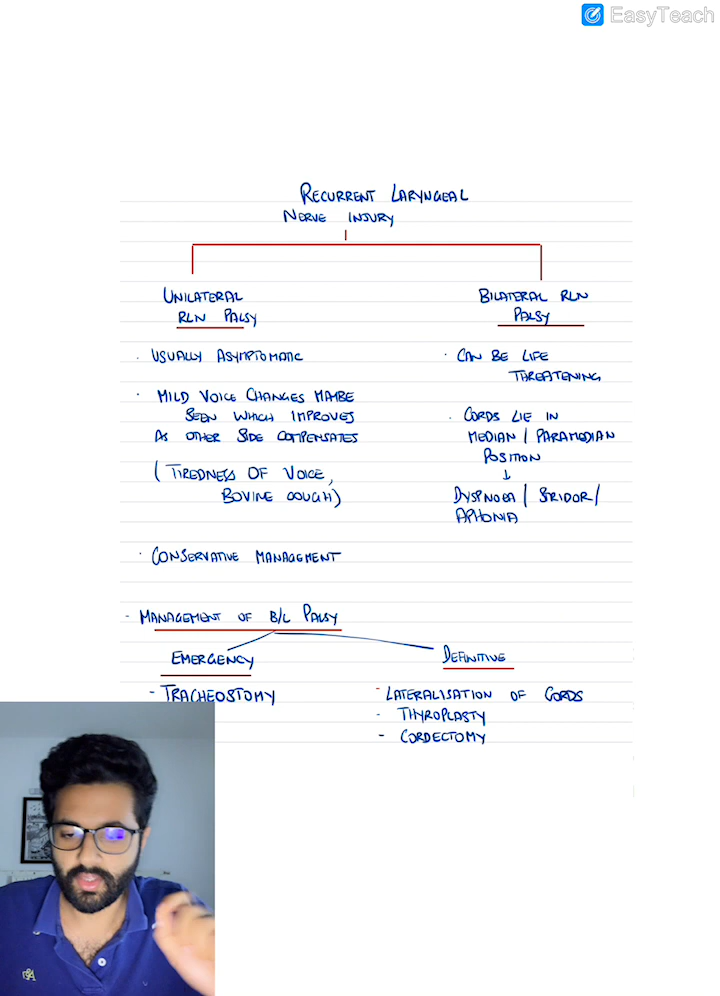 EasyTeach
RECURRENT LARYNGEAL
NERVE INJURY
UNILATERAL
RLN PALSY
· USUALLY ASYMPTOMATIC
· MILD VOICE CHANGES MAYBE
SEEN WHICH IMPROVES
AS OTHER SIDE COMPENSATES
(TIREDNESS OF VOICE,
BOVINE COUGH)
· CONSERVATIVE MANAGEMENT
BILATERAL RLN
PALSY
· CAN BE LIFE
THREATENING
· CORDS LIE IN
MEDIAN / PARAMEDIAN
POSITION
↓
DYSPNOEA / STRIDOR /
APHONIA
- MANAGEMENT OF B/L PALSY
EMERGENCY
- TRACHEOSTOMY
DEFINITIVE
- LATERALISATION OF CORDS
- THYROPLASTY
- CORDECTOMY